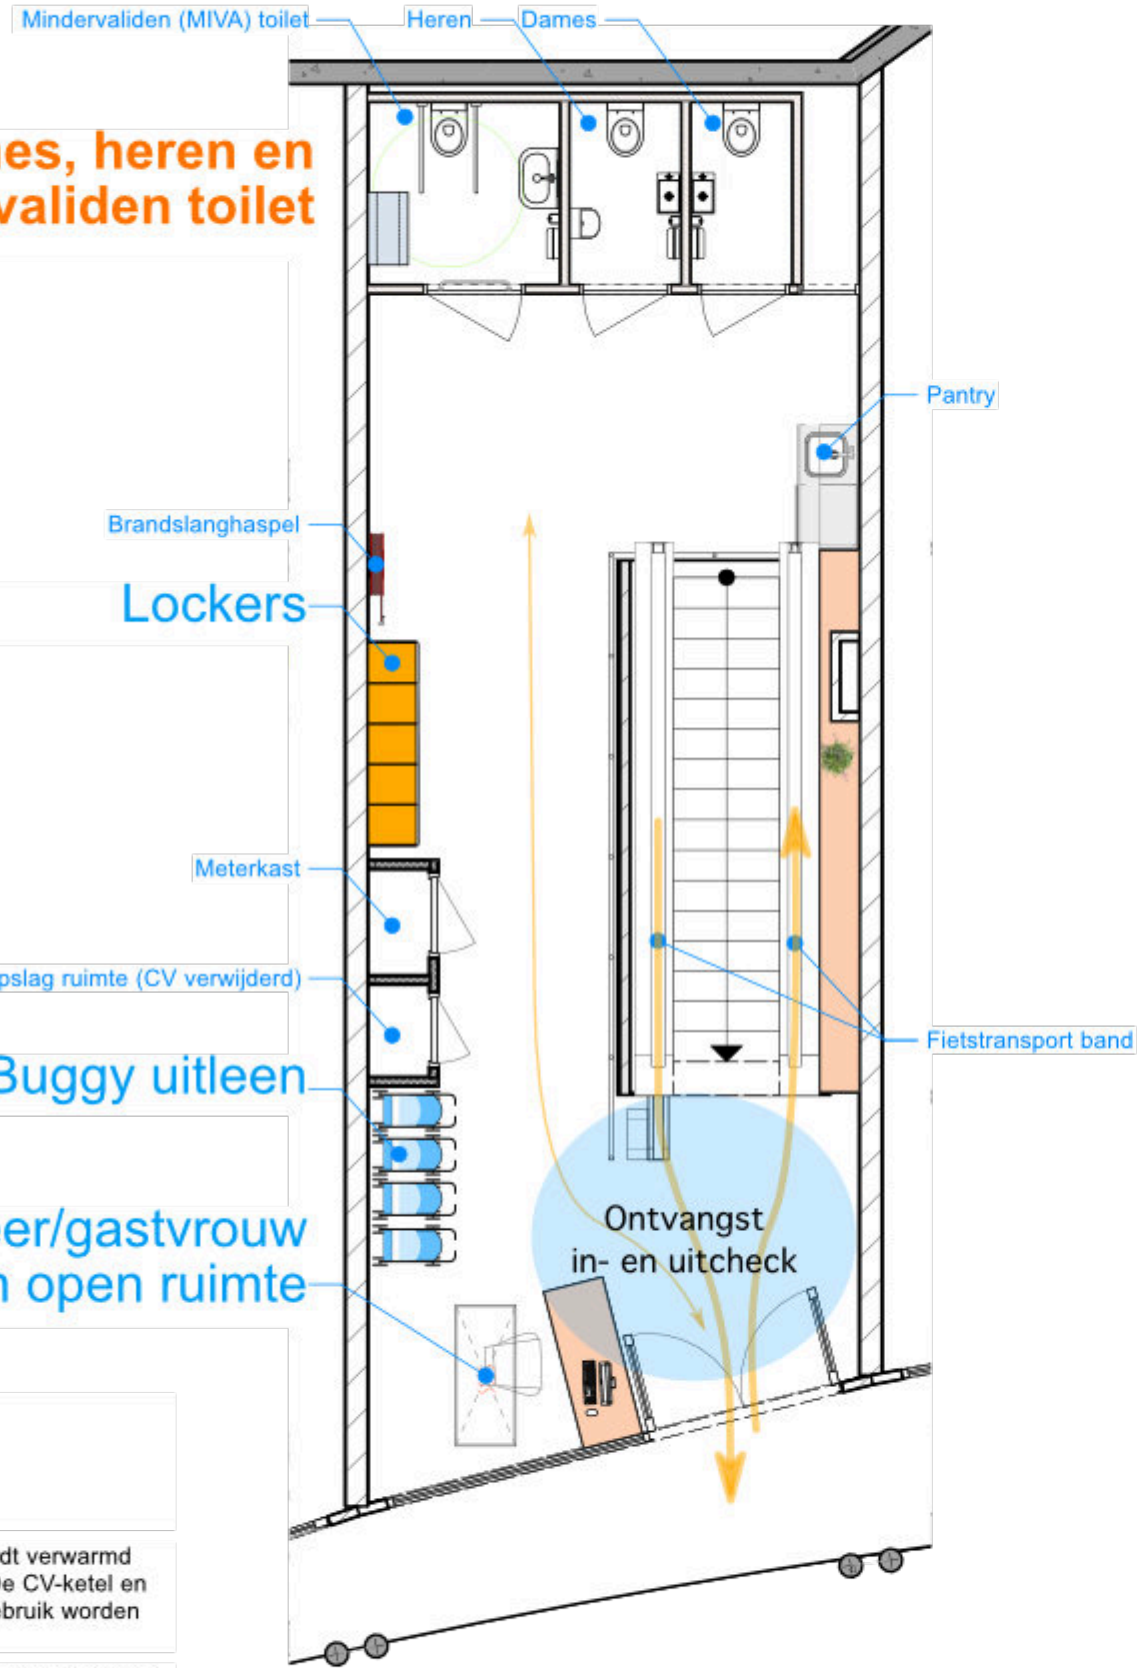 Mindervaliden (MIVA) toilet
Heren
Dames
es, heren en
validen toilet
Pantry
Brandslanghaspel
Lockers
Meterkast
pslag ruimte (CV verwijderd)
Fietstransport band
Buggy uitleen
Ontvangst
in- en uitcheck
er/gastvrouw
open ruimte
dt verwarmd
e CV-ketel en
bruik worden